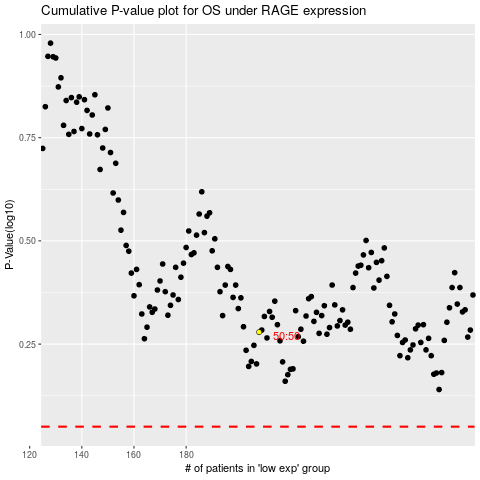 Cumulative P-value plot for OS under RAGE expression
P-Value(log10)
1.00
0.75
0.50
0.25
50:50
120 140 160 180
# of patients in 'low exp' group